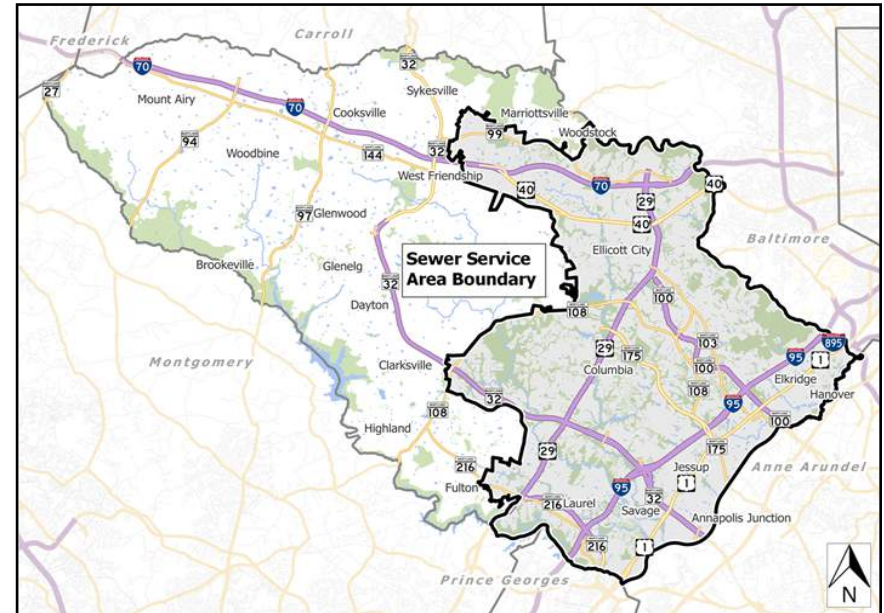 Frederick
Carroll
32
70
27
Mount Airy
Sykesville
70
Cooksville
Marriottsville
99
Woodstock
94
Woodbine
144
32
West Friendship
40
70
40
29
97
Glenwood
40
Ellicott City
Baltimore
Brookeville
Glenelg
Sewer Service
Area Boundary
32
Dayton
108
100
29
103
895
Montgomery
175
95
1
Clarksville
Columbia
100
Elkridge
32
108
Hanover
95
108
100
Highland
29
175
Anne Arundel
216
Jessup
Fulton
95
1
216
Laurel
32
Savage
Annapolis Junction
216
1
Prince Georges
N